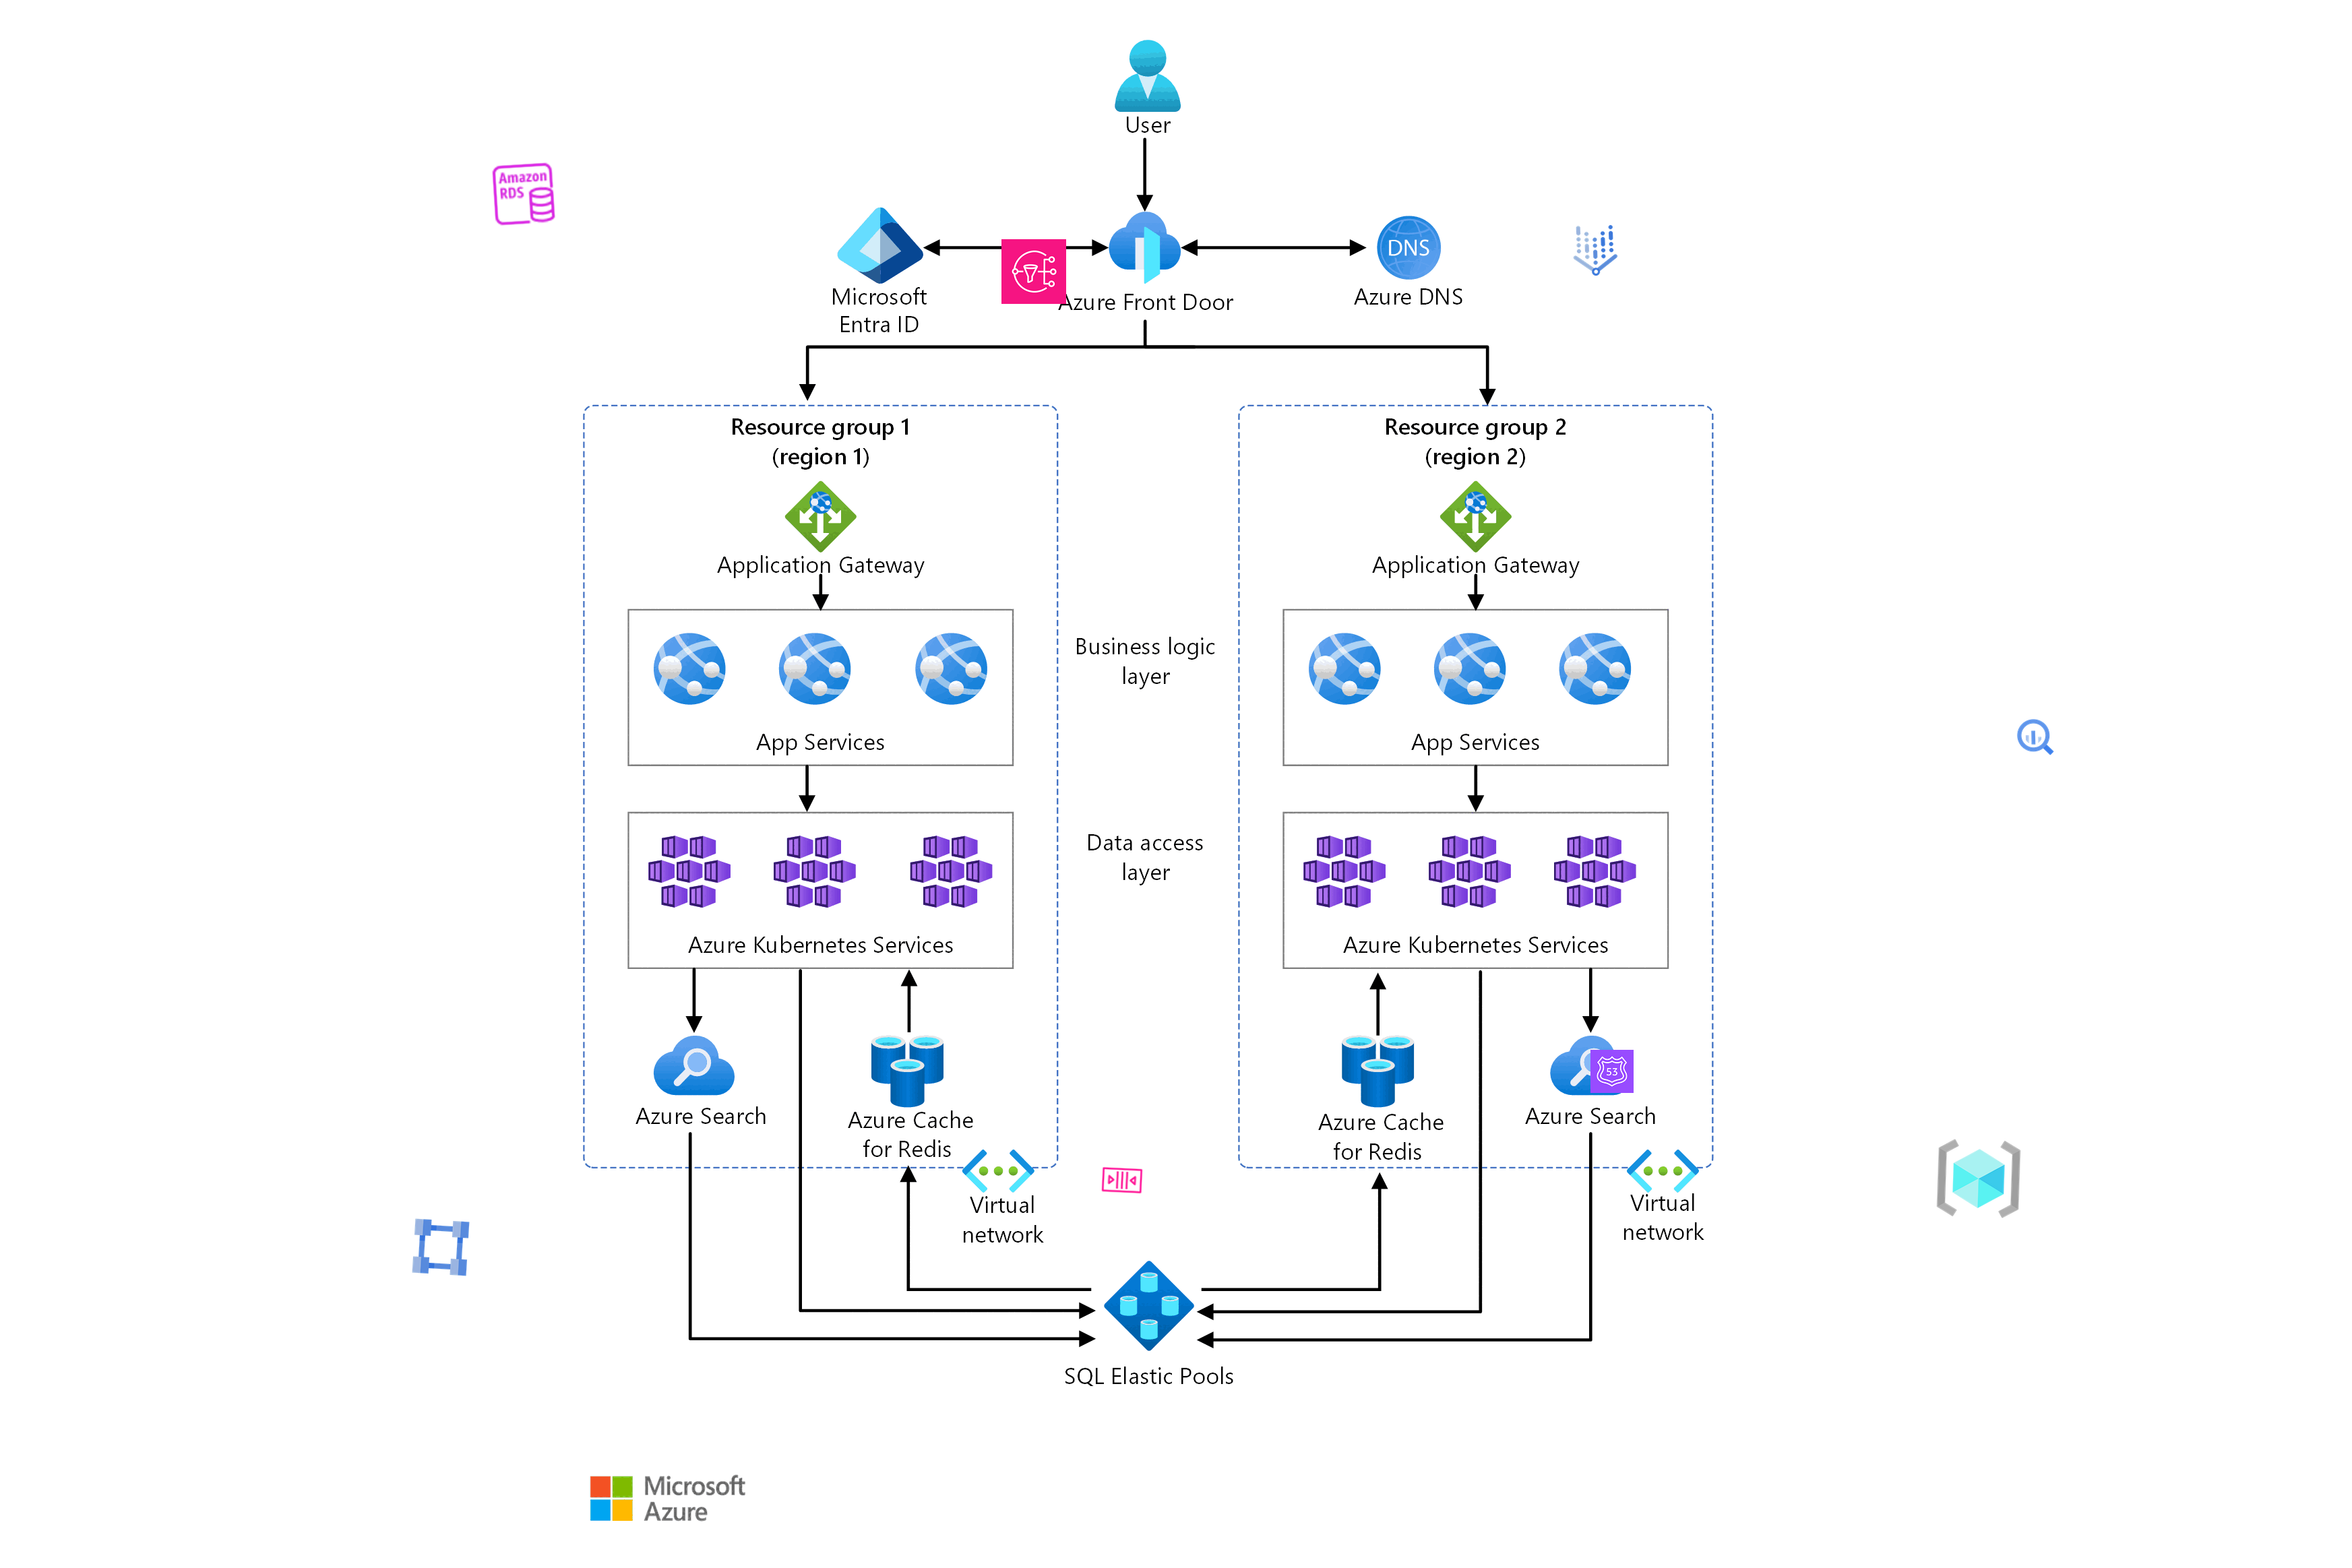 User
Amazon
RDS
DNS
Microsoft
Entra ID
Azure Front Door
Azure DNS
Resource group 1
(region 1)
Resource group 2
(region 2)
Application Gateway
Application Gateway
App Services
Business logic
layer
App Services
Azure Kubernetes Services
Data access
layer
Azure Kubernetes Services
Azure Search
Azure Cache
for Redis
Azure Cache
for Redis
53
Azure Search
Virtual
network
Virtual
network
SQL Elastic Pools
Microsoft
Azure